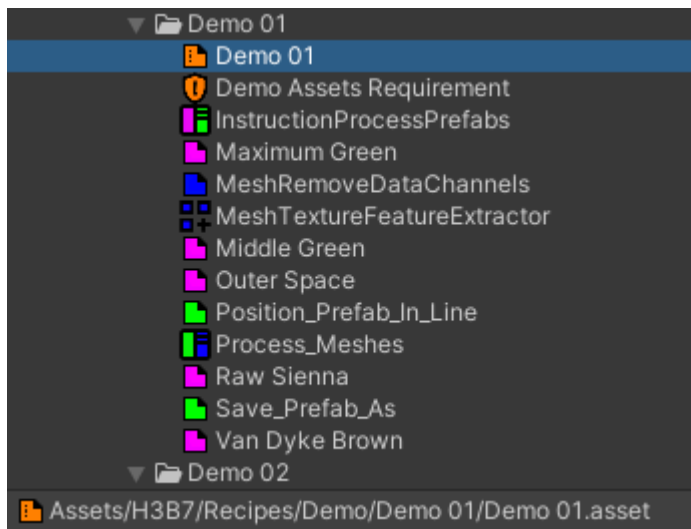 Demo 01
Demo 01
Demo Assets Requirement
InstructionProcessPrefabs
Maximum Green
MeshRemoveDataChannels
MeshTextureFeatureExtractor
Middle Green
Outer Space
Position_Prefab_In_Line
Process_Meshes
Raw Sienna
Save_Prefab_As
Van Dyke Brown
Demo 02
Assets/H3B7/Recipes/Demo/Demo 01/Demo 01.asset